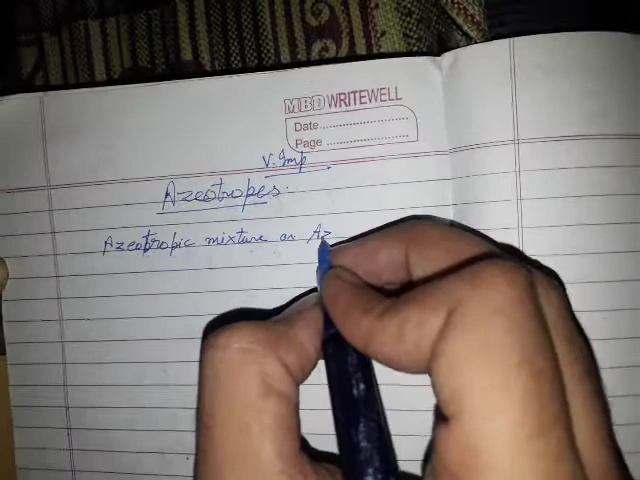 MBD WRITEWELL
Date
Page
V. Imp
Azeotropes.
Azeotropic mixture or Az